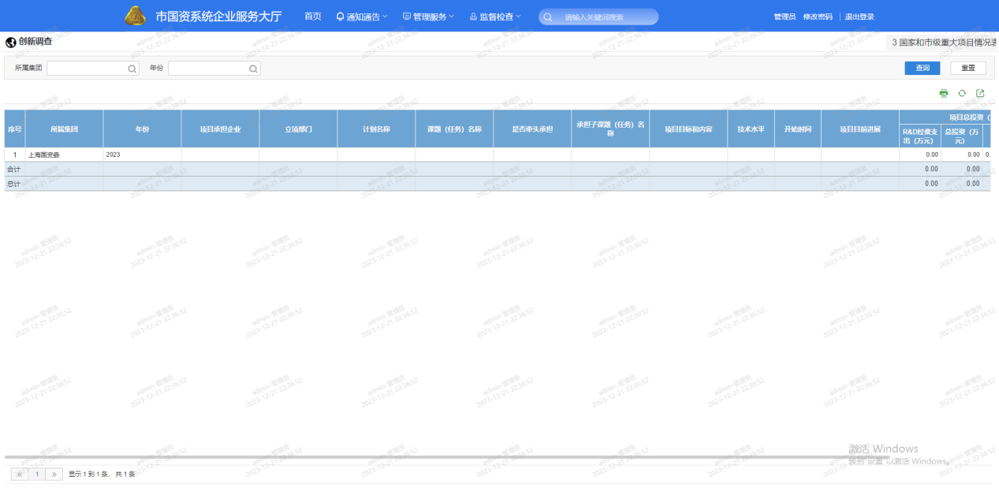 市国资系统企业服务大厅 首页 通知通告 管理服务 监督检查 请输入关键词搜索 管理员 修改密码 | 退出登录
创新调查 3 国家和市级重大项目情况表
所属集团 年份 查询 重置
序号 所属集团 年份 项目承担企业 立项部门 计划名称 课题（任务）名称 是否牵头承担 承担子课题（任务）名称 项目目标和内容 技术水平 开始时间 项目目前进展 项目总投资（
R&D经费支出（万元） 总投资（万元）
1 上海国资委 2023 0.00 0.00 0.
合计 0.00 0.00
总计 0.00 0.00
admin-管理员
2023-12-21 22:36:52
激活 Windows
转到"设置"以激活 Windows。
« 1 » 显示 1 到 1 条，共 1 条